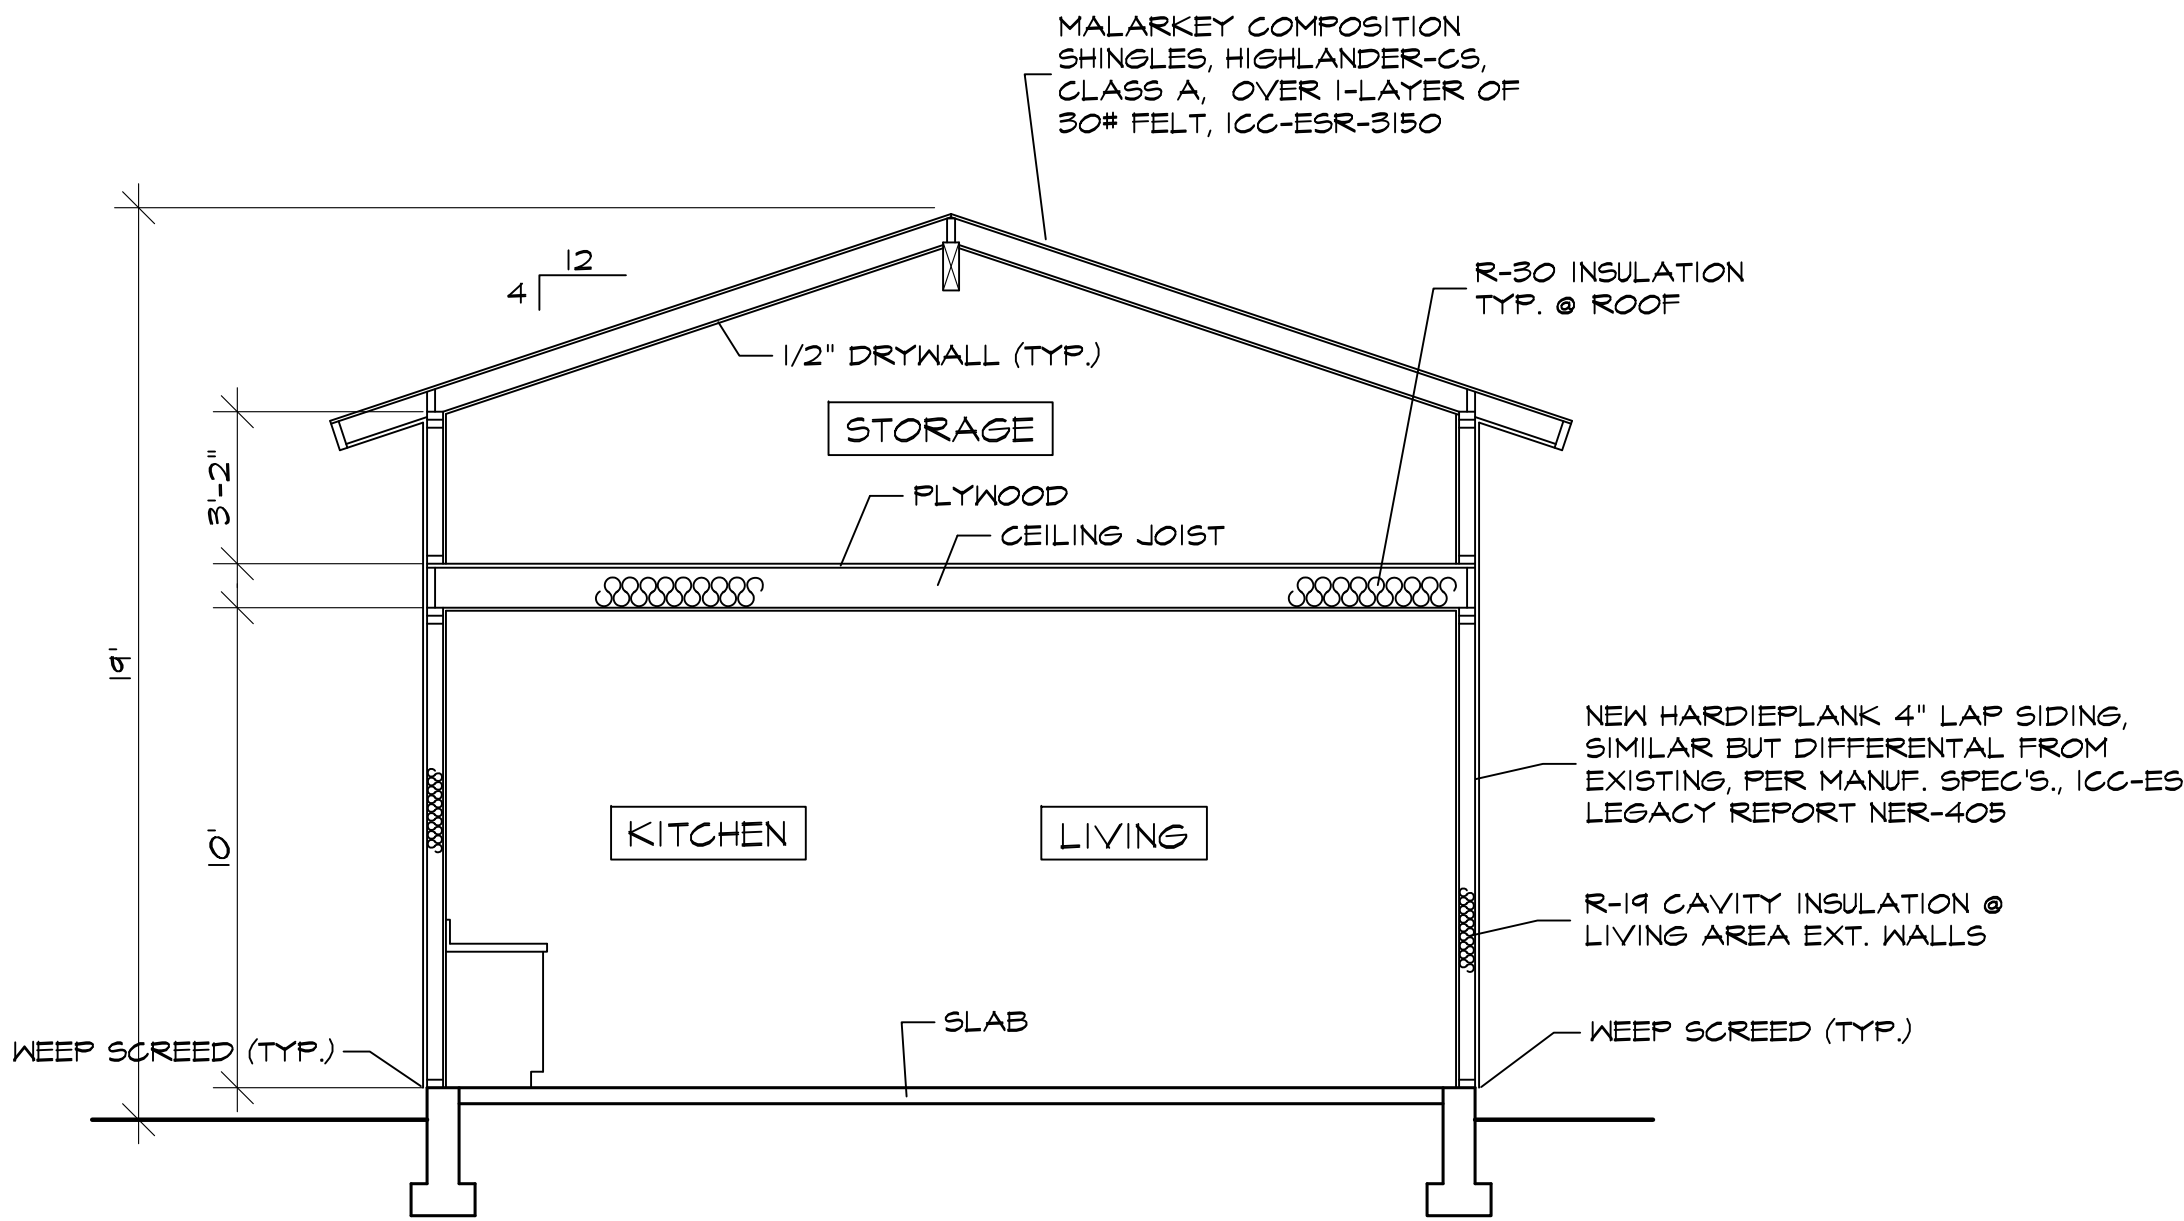 MALARKEY COMPOSITION
SHINGLES, HIGHLANDER-CS,
CLASS A, OVER 1-LAYER OF
30# FELT, ICC-ESR-3150
12
4
R-30 INSULATION
TYP. @ ROOF
1/2" DRYWALL (TYP.)
STORAGE
3'-2"
PLYWOOD
CEILING JOIST
19'
NEW HARDIEPLANK 4" LAP SIDING,
SIMILAR BUT DIFFERENTAL FROM
EXISTING, PER MANUF. SPEC'S., ICC-ES
LEGACY REPORT NER-405
10'
KITCHEN
LIVING
R-19 CAVITY INSULATION @
LIVING AREA EXT. WALLS
SLAB
WEEP SCREED (TYP.)
WEEP SCREED (TYP.)